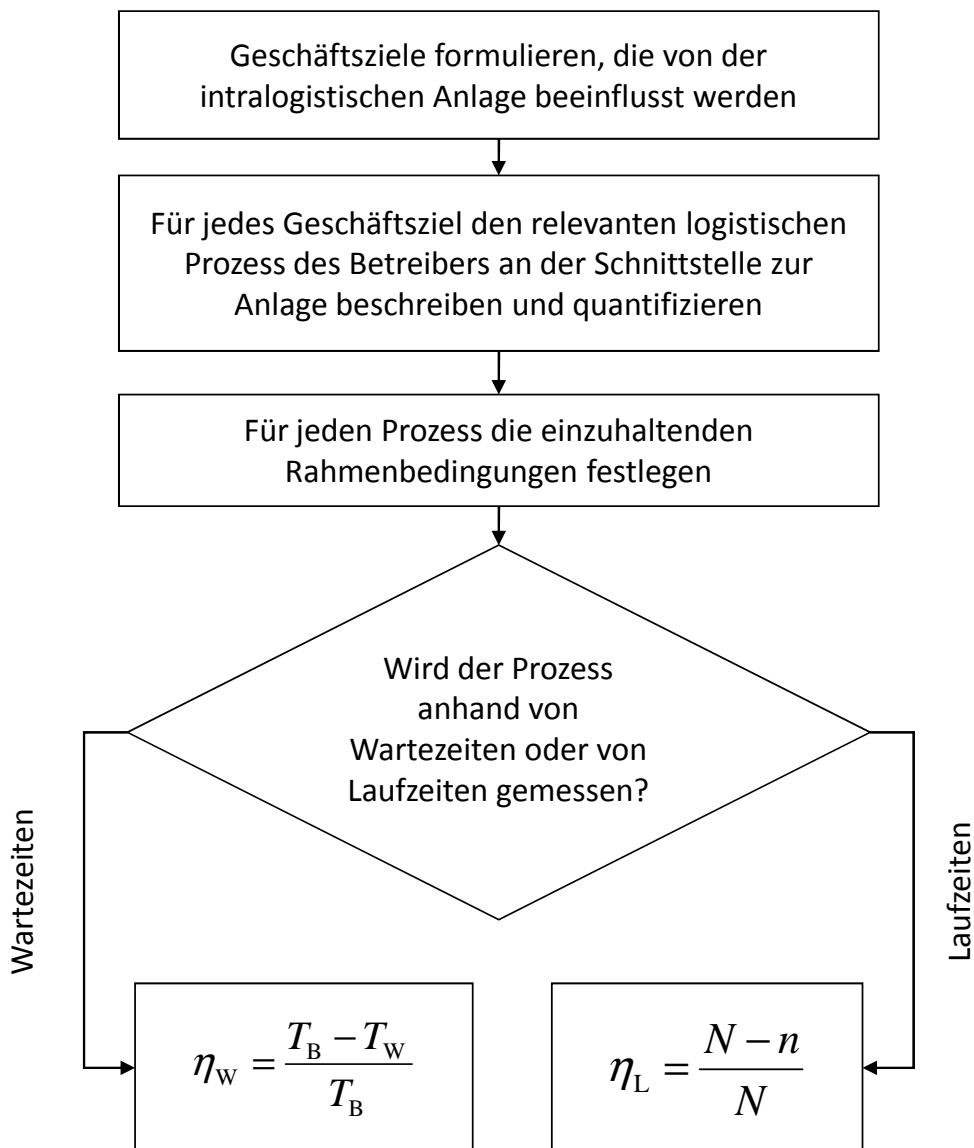 Geschäftsziele formulieren, die von der
intralogistischen Anlage beeinflusst werden
Für jedes Geschäftsziel den relevanten logistischen
Prozess des Betreibers an der Schnittstelle zur
Anlage beschreiben und quantifizieren
Für jeden Prozess die einzuhaltenden
Rahmenbedingungen festlegen
Wird der Prozess
anhand von
Wartezeiten oder von
Laufzeiten gemessen?
Wartezeiten
Laufzeiten
η_W = (T_B − T_W) / T_B
η_L = (N − n) / N